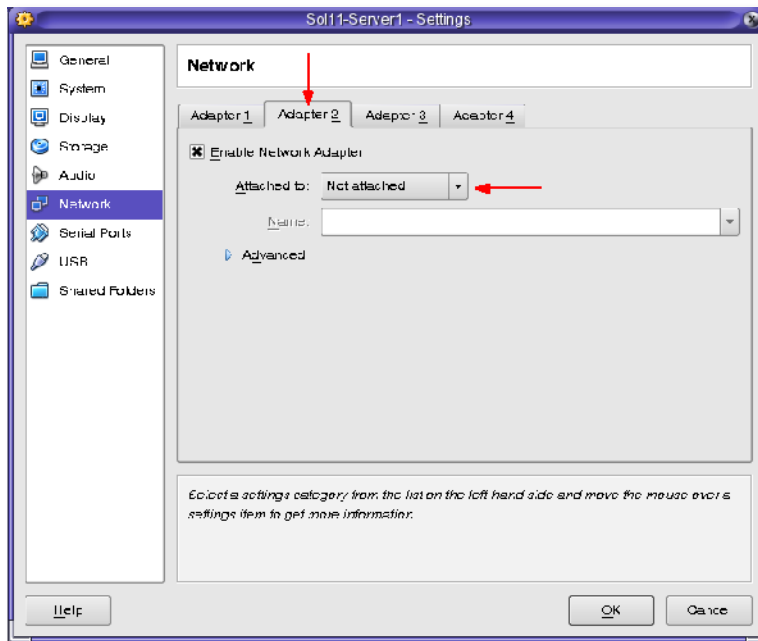 Sol11-Server1 - Settings
General
System
Display
Storage
Audio
Network
Serial Ports
USB
Shared Folders
Network
Adapter 1
Adapter 2
Adapter 3
Adapter 4
Enable Network Adapter
Attached to:
Not attached
Name:
Advanced
Select a settings category from the list on the left hand side and move the mouse over a
settings item to get more information.
Help
OK
Cancel